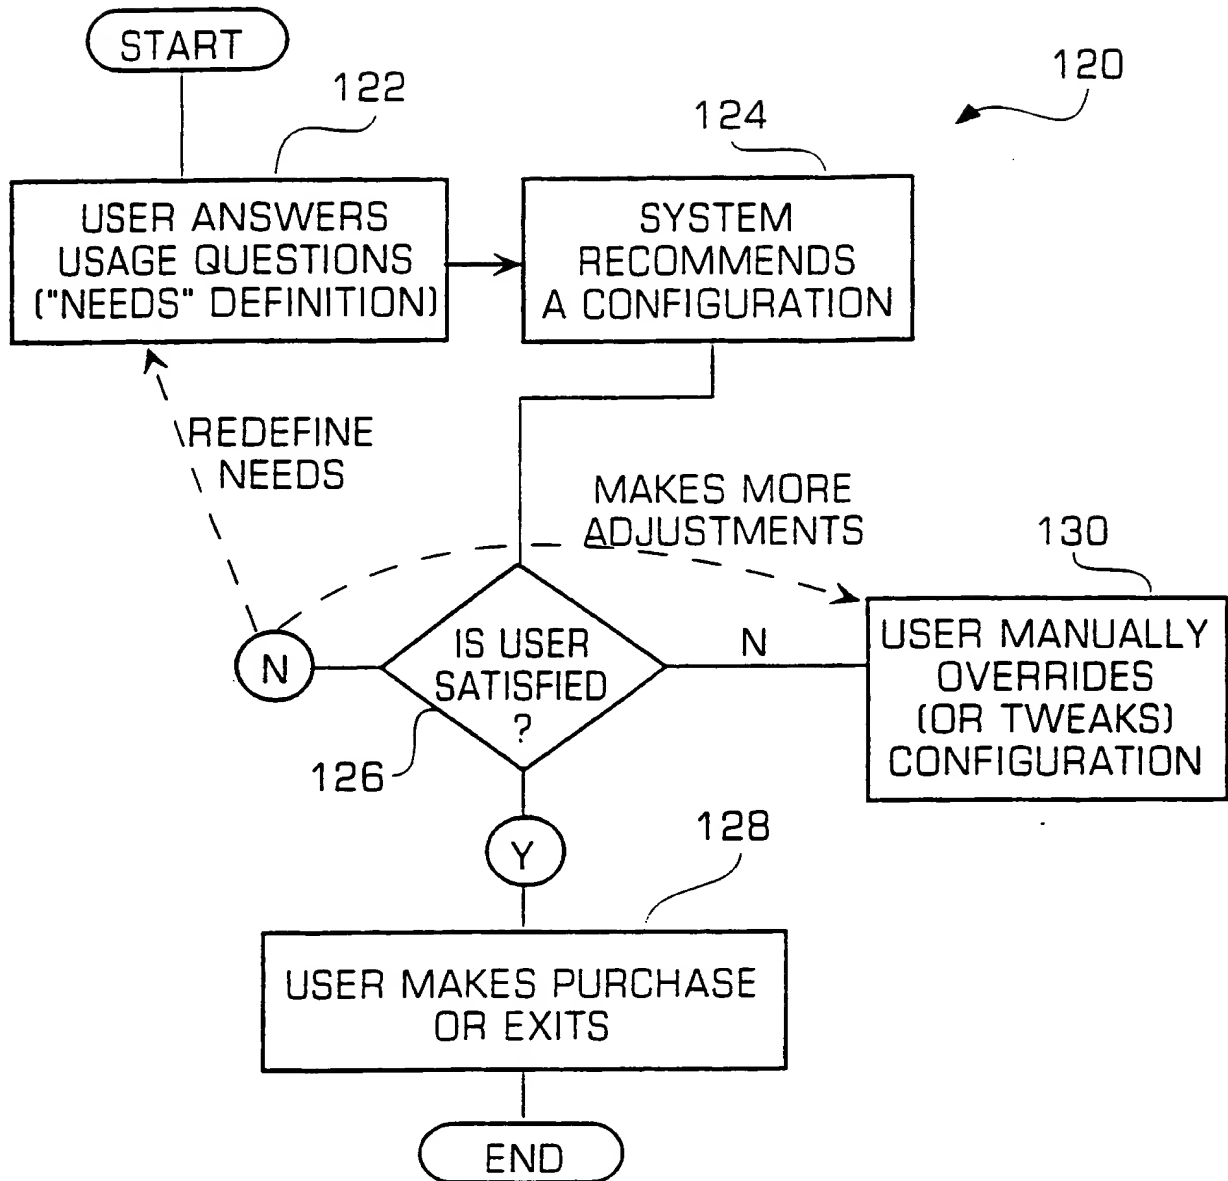 START
122
120
124
USER ANSWERS
USAGE QUESTIONS
("NEEDS" DEFINITION)
SYSTEM
RECOMMENDS
A CONFIGURATION
REDEFINE
NEEDS
MAKES MORE
ADJUSTMENTS
130
N
IS USER
SATISFIED
?
N
USER MANUALLY
OVERRIDES
(OR TWEAKS)
CONFIGURATION
126
Y
128
USER MAKES PURCHASE
OR EXITS
END